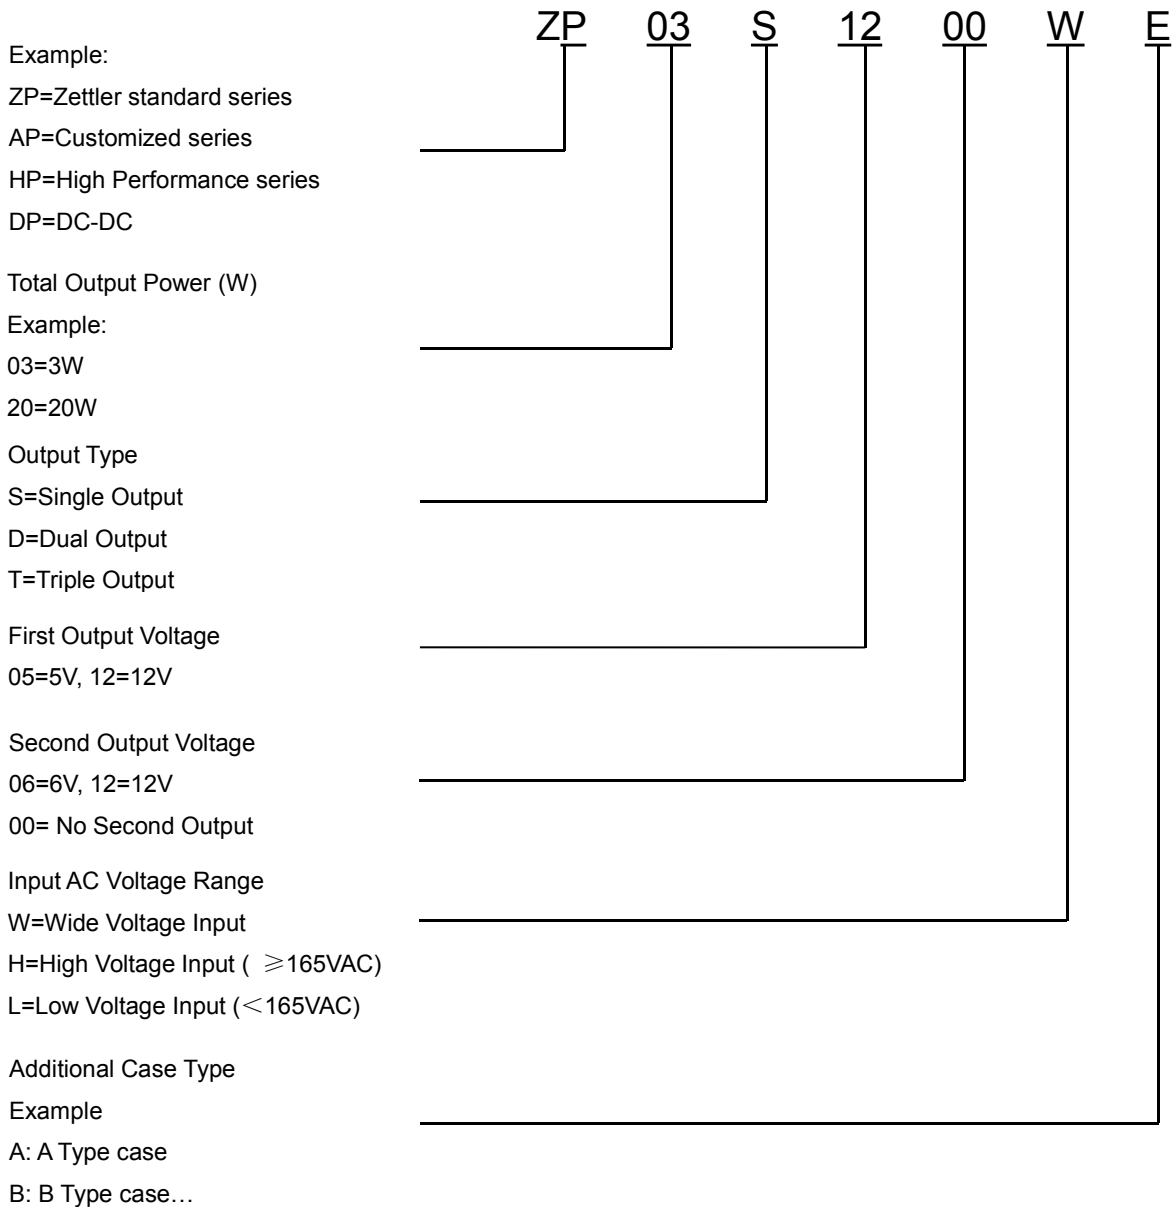 ZP 03 S 12 00 W E
Example:
ZP=Zettler standard series
AP=Customized series
HP=High Performance series
DP=DC-DC
Total Output Power (W)
Example:
03=3W
20=20W
Output Type
S=Single Output
D=Dual Output
T=Triple Output
First Output Voltage
05=5V, 12=12V
Second Output Voltage
06=6V, 12=12V
00= No Second Output
Input AC Voltage Range
W=Wide Voltage Input
H=High Voltage Input ( ≥165VAC)
L=Low Voltage Input (<165VAC)
Additional Case Type
Example
A: A Type case
B: B Type case…